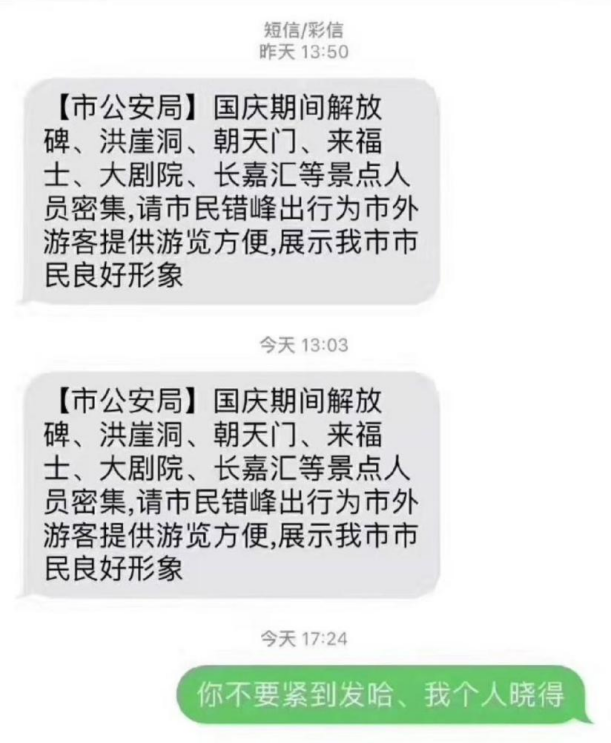 短信/彩信
昨天 13:50
【市公安局】国庆期间解放
碑、洪崖洞、朝天门、来福
士、大剧院、长嘉汇等景点人
员密集,请市民错峰出行为市外
游客提供游览方便,展示我市市
民良好形象
今天 13:03
【市公安局】国庆期间解放
碑、洪崖洞、朝天门、来福
士、大剧院、长嘉汇等景点人
员密集,请市民错峰出行为市外
游客提供游览方便,展示我市市
民良好形象
今天 17:24
你不要紧到发哈、我个人晓得